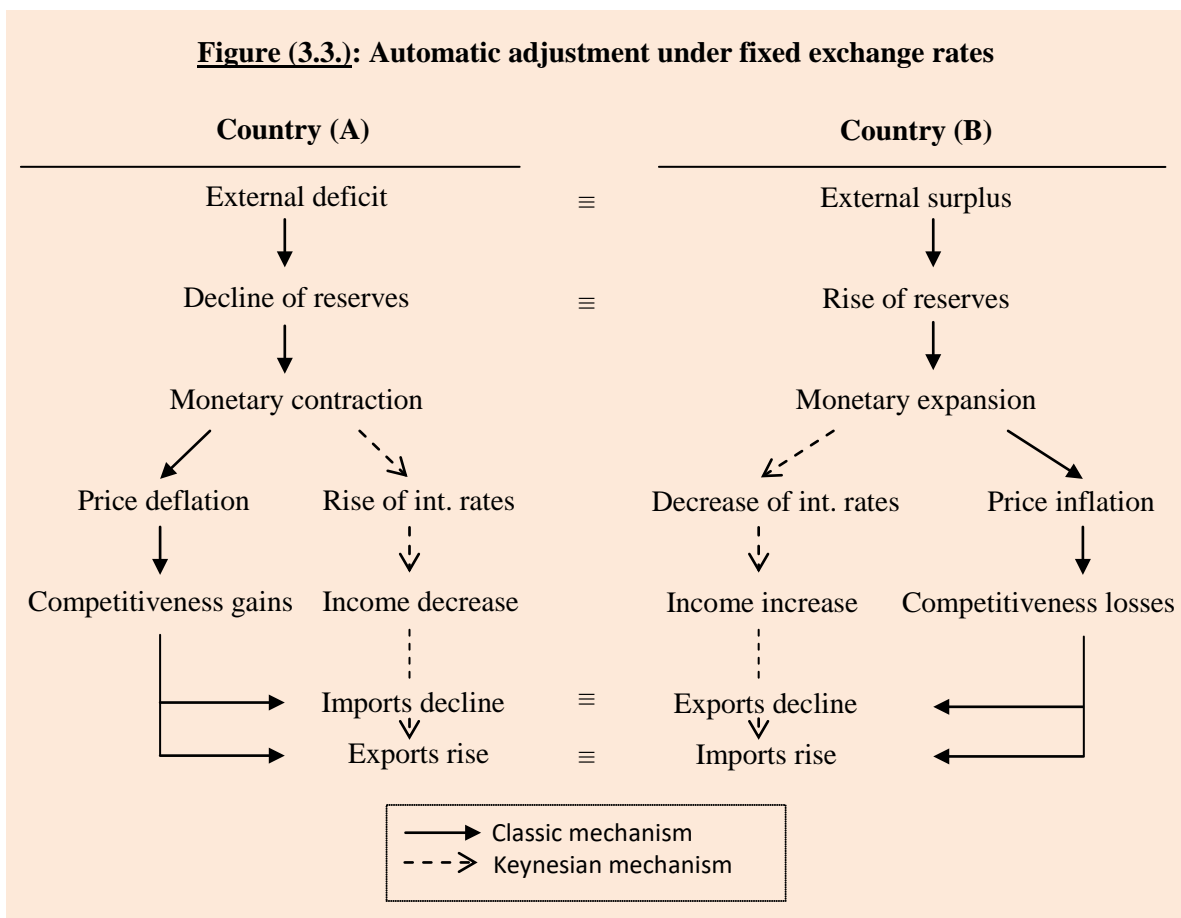 Figure (3.3.): Automatic adjustment under fixed exchange rates
Country (A) Country (B)
External deficit ≡ External surplus
Decline of reserves ≡ Rise of reserves
Monetary contraction Monetary expansion
Price deflation Rise of int. rates Decrease of int. rates Price inflation
Competitiveness gains Income decrease Income increase Competitiveness losses
Imports decline ≡ Exports decline
Exports rise ≡ Imports rise
Classic mechanism
Keynesian mechanism